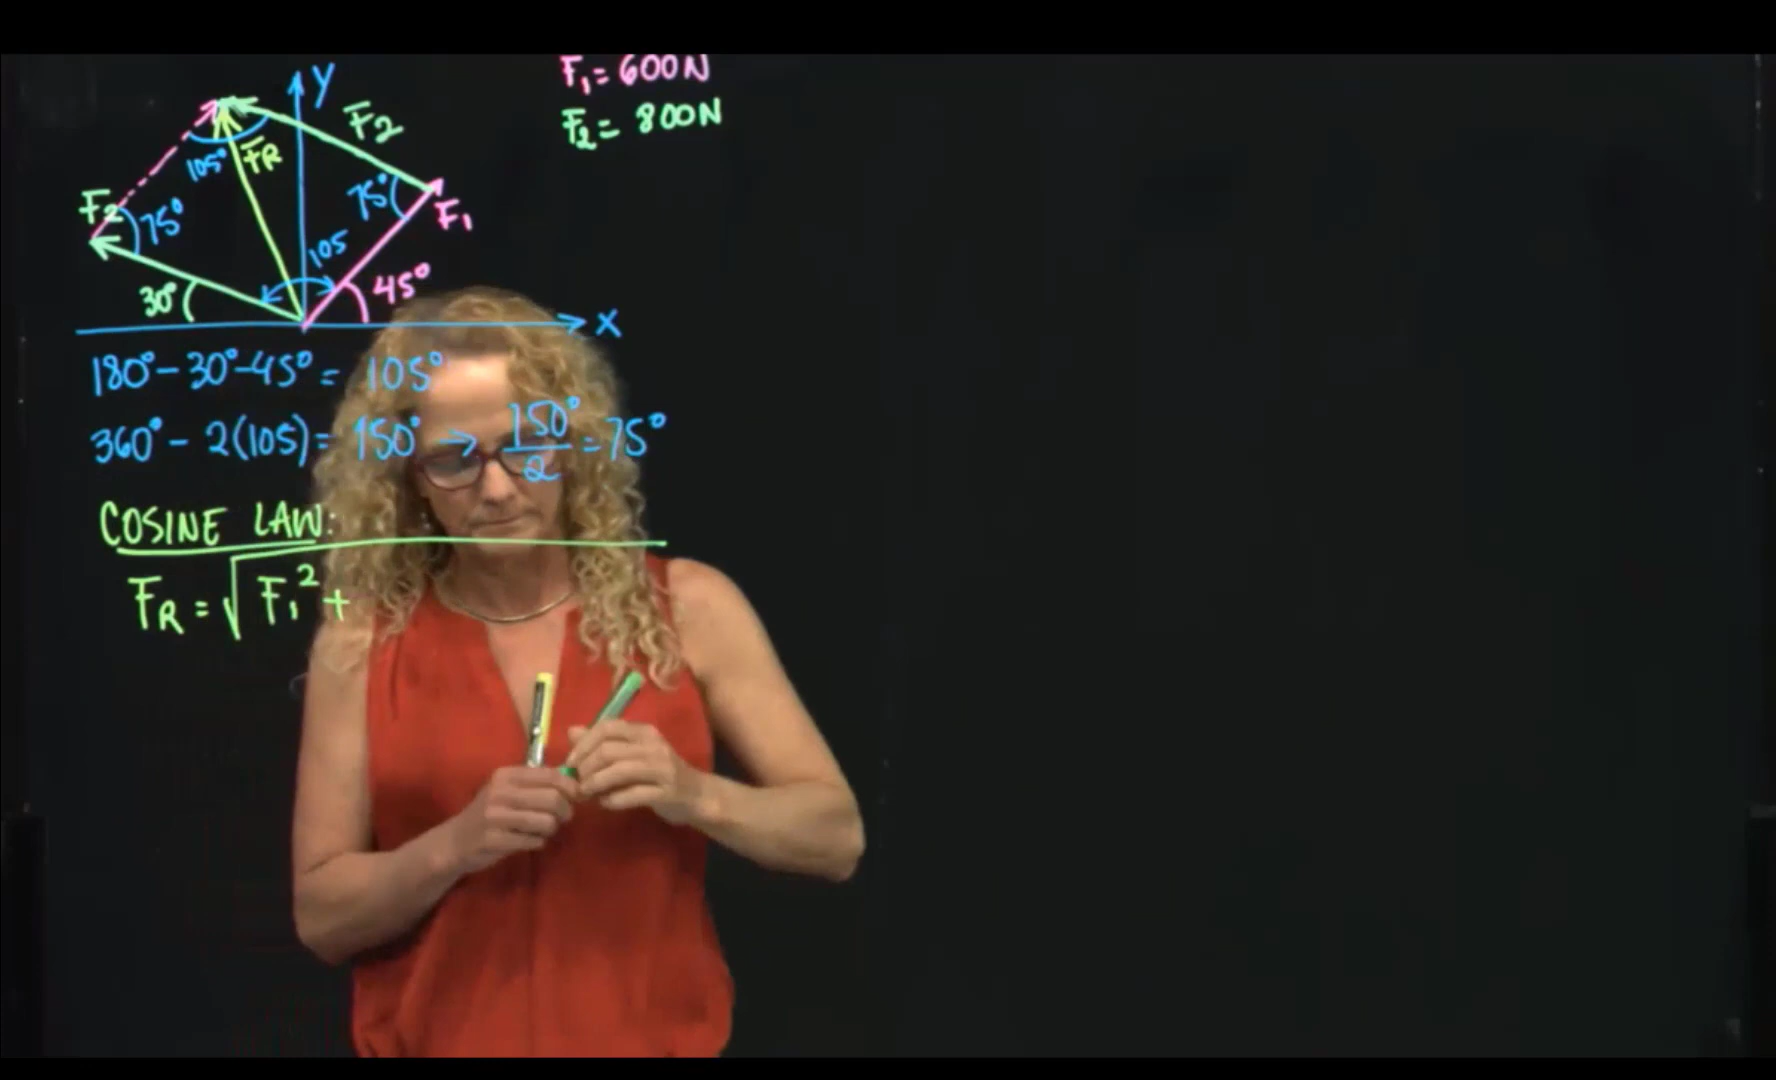 F₁ = 600N
F₂ = 800N
Y
F₂
105°
FR
75°
F₁
F₂
75°
105
30°
45°
X
180° - 30° - 45° = 105°
360° - 2(105) = 150° → 150°/2 = 75°
COSINE LAW:
FR = √F₁² +